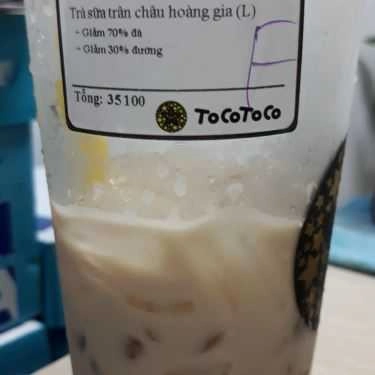 Trà sữa trân châu hoàng gia (L)
- Giảm 70% đá
- Giảm 30% đường
Tổng: 35100
ToCoToCo